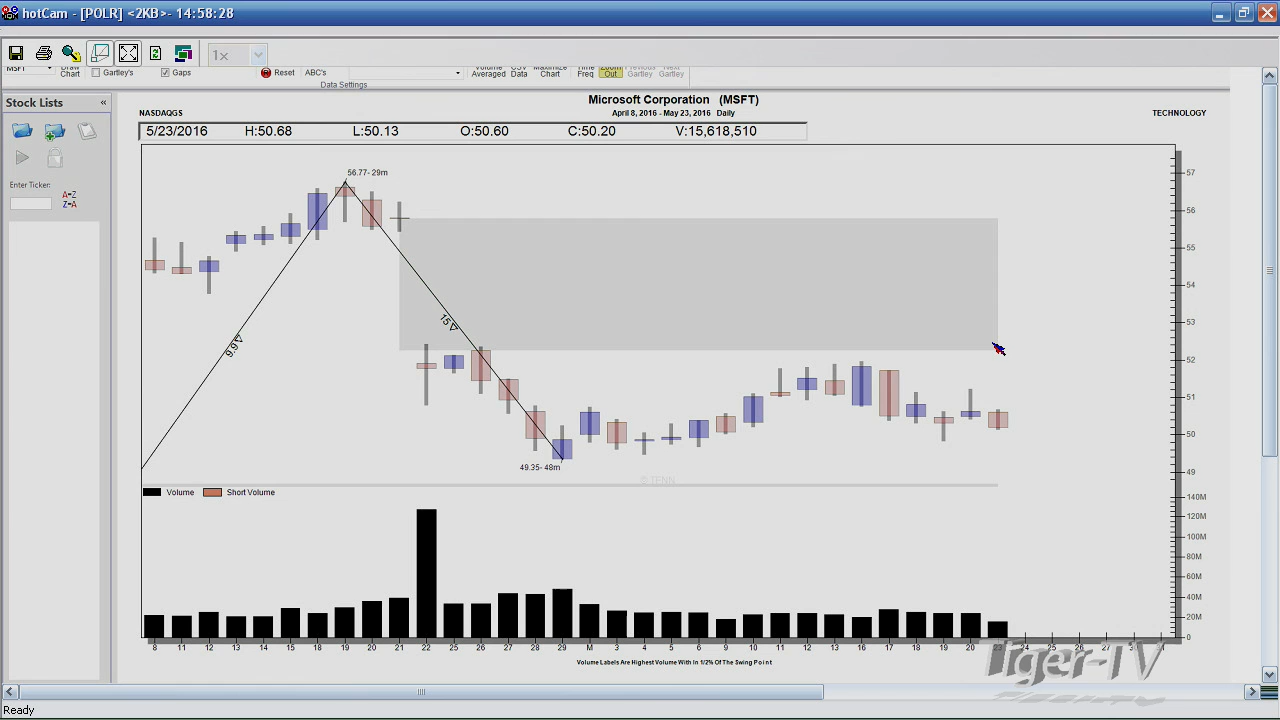 hotCam - [POLR] <2KB>- 14:58:28
1x
MSFT Draw Chart Gartley's Gaps Reset ABC's Volume Averaged CSV Data Maximize Chart Time Freq Zoom Out Previous Gartley Next Gartley
Data Settings
Stock Lists «
Enter Ticker:
A-Z
Z-A
Microsoft Corporation (MSFT)
NASDAQGS April 8, 2016 - May 23, 2016 Daily TECHNOLOGY
5/23/2016 H:50.68 L:50.13 O:50.60 C:50.20 V:15,618,510
56.77- 29m
9.9▽
15▽
49.35- 48m
© TENN
57
56
55
54
53
52
51
50
49
Volume Short Volume
140M
120M
100M
80M
60M
40M
20M
0
8 11 12 13 14 15 18 19 20 21 22 25 26 27 28 29 M 3 4 5 6 9 10 11 12 13 16 17 18 19 20 23 24 25 26 27 31
Volume Labels Are Highest Volume With In 1/2% Of The Swing Point
Tiger-TV
Ready